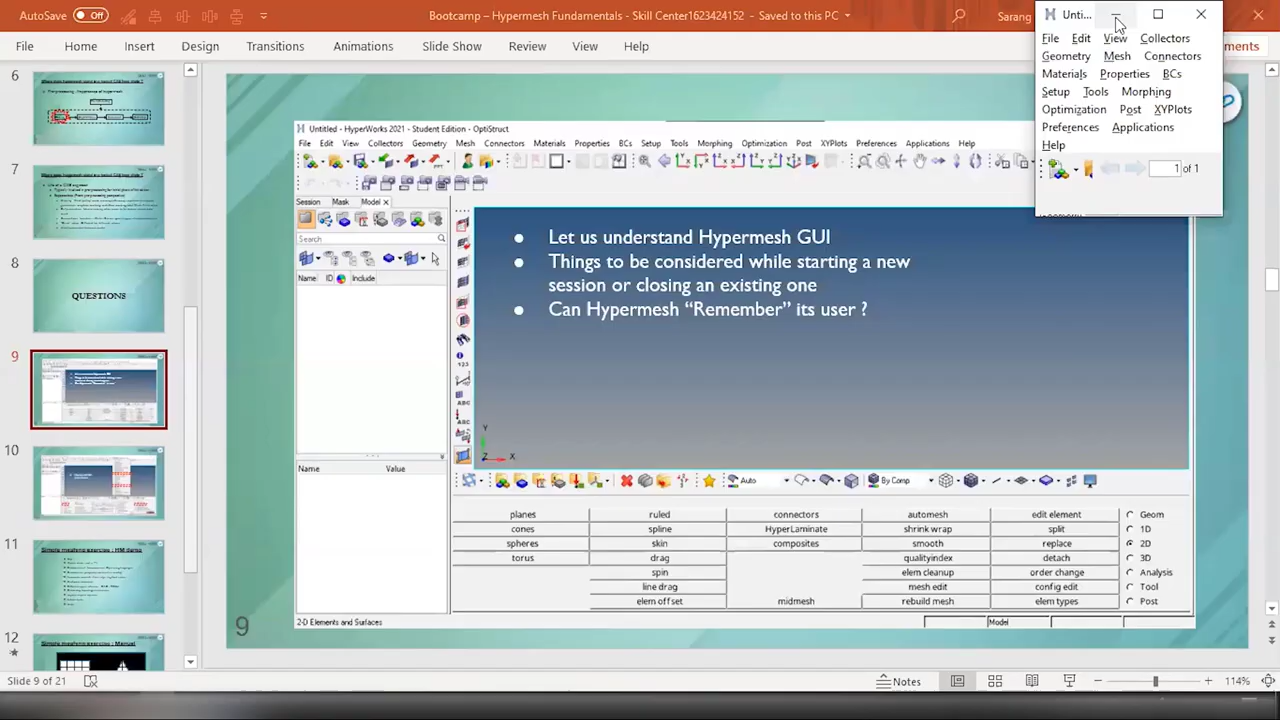 AutoSave Off
Bootcamp – Hypermesh Fundamentals - Skill Center1623424152 - Saved to this PC
Sarang
File Home Insert Design Transitions Animations Slide Show Review View Help
6
7
8
QUESTIONS
9
10
11
12
Untitled - HyperWorks 2021 - Student Edition - OptiStruct
File Edit View Collectors Geometry Mesh Connectors Materials Properties BCs Setup Tools Morphing Optimization Post XYPlots Preferences Applications Help
Session Mask Model x
Search
Name ID Include
Name Value
123
ABC
ABC
Let us understand Hypermesh GUI
Things to be considered while starting a new
session or closing an existing one
Can Hypermesh “Remember” its user ?
Y
Z X
Auto By Comp
planes ruled connectors automesh edit element Geom
cones spline HyperLaminate shrink wrap split 1D
spheres skin composites smooth replace 2D
torus drag qualityindex detach 3D
spin elem cleanup order change Analysis
line drag mesh edit config edit Tool
elem offset midmesh rebuild mesh elem types Post
2-D Elements and Surfaces Model
9
Unti...
File Edit View Collectors
Geometry Mesh Connectors
Materials Properties BCs
Setup Tools Morphing
Optimization Post XYPlots
Preferences Applications
Help
1 of 1
Slide 9 of 21
Notes
114%